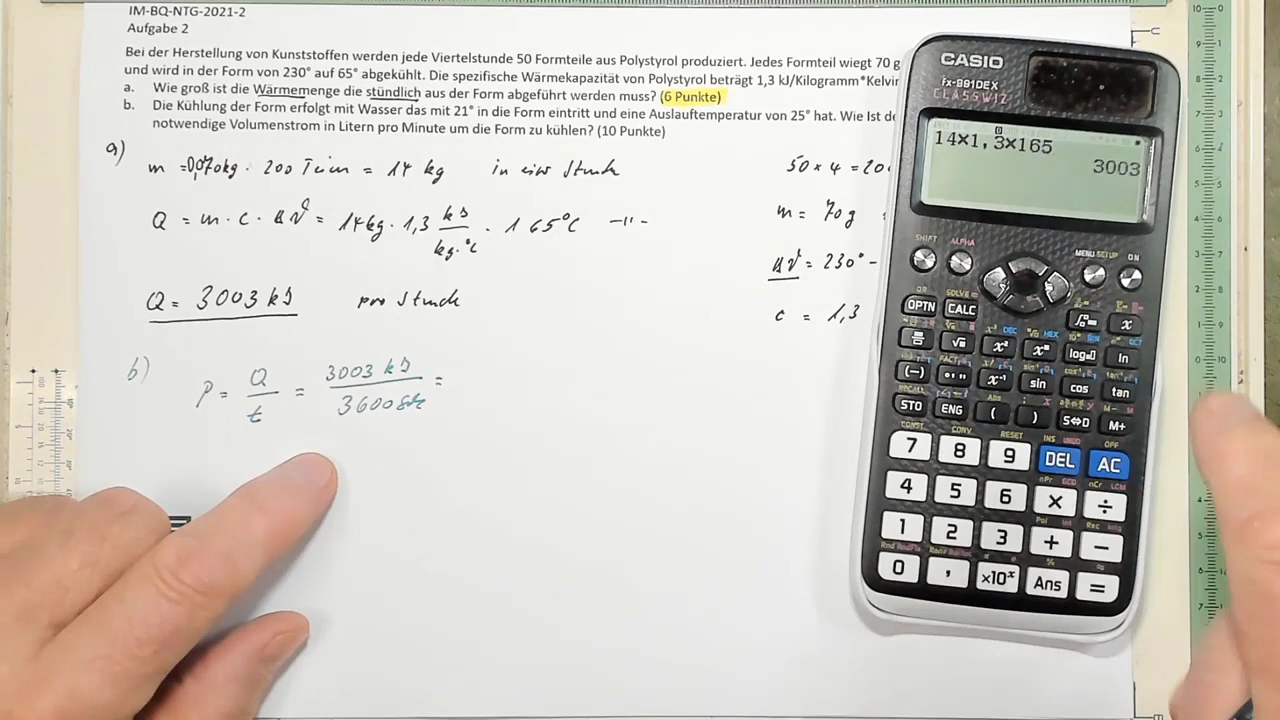 IM-BQ-NTG-2021-2
Aufgabe 2
Bei der Herstellung von Kunststoffen werden jede Viertelstunde 50 Formteile aus Polystyrol produziert. Jedes Formteil wiegt 70 g
und wird in der Form von 230° auf 65° abgekühlt. Die spezifische Wärmekapazität von Polystyrol beträgt 1,3 kJ/Kilogramm*Kelvi
a. Wie groß ist die Wärmemenge die stündlich aus der Form abgeführt werden muss? (6 Punkte)
b. Die Kühlung der Form erfolgt mit Wasser das mit 21° in die Form eintritt und eine Auslauftemperatur von 25° hat. Wie Ist de
notwendige Volumenstrom in Litern pro Minute um die Form zu kühlen? (10 Punkte)
a)
m = 0,070 kg · 200 = 14 kg in einer Stunde
Q = m · c · Δϑ = 14 kg · 1,3 kJ/kg·°C · 165°C -"-
Q = 3003 kJ pro Stunde
b) P = Q/t = 3003 kJ / 3600 =
50 × 4 = 20
m = 70g
Δϑ = 230° -
c = 1,3
CASIO
fx-991DEX
CLASSWIZ
14×1,3×165
3003
SHIFT ALPHA MENU SETUP ON
OPTN CALC x
log ln
(-) sin cos tan
STO ENG ( ) S⇔D M+
7 8 9 DEL AC
4 5 6 × ÷
1 2 3 + −
0 , ×10ˣ Ans =